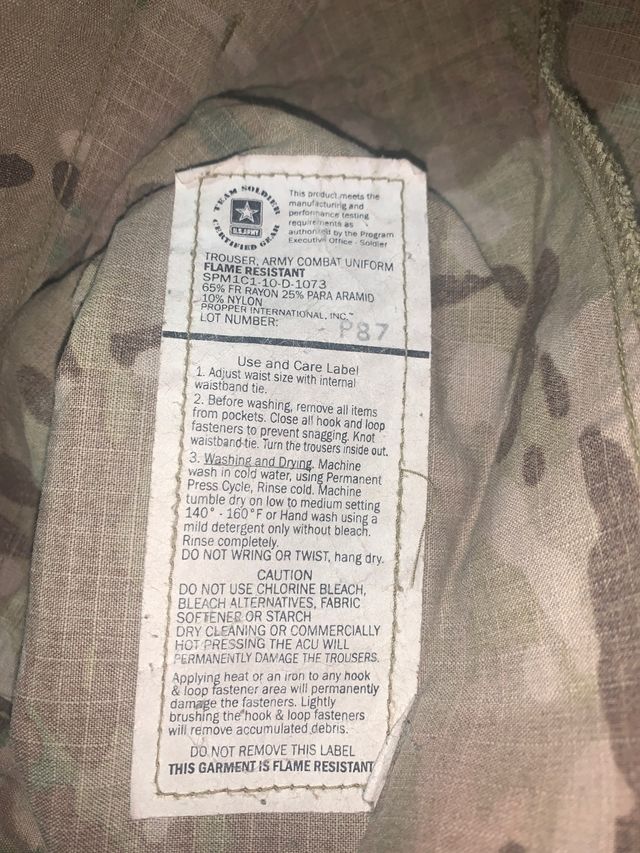 TEAM SOLDIER
U.S. ARMY
CERTIFIED GEAR
This product meets the
manufacturing and
performance testing
requirements as
authorized by the Program
Executive Office - Soldier
TROUSER, ARMY COMBAT UNIFORM
FLAME RESISTANT
SPM1C1-10-D-1073
65% FR RAYON 25% PARA ARAMID
10% NYLON
PROPPER INTERNATIONAL, INC.™
LOT NUMBER: P87
Use and Care Label
1. Adjust waist size with internal
waistband tie.
2. Before washing, remove all items
from pockets. Close all hook and loop
fasteners to prevent snagging. Knot
waistband tie. Turn the trousers inside out.
3. Washing and Drying. Machine
wash in cold water, using Permanent
Press Cycle, Rinse cold. Machine
tumble dry on low to medium setting
140° - 160°F or Hand wash using a
mild detergent only without bleach.
Rinse completely.
DO NOT WRING OR TWIST, hang dry.
CAUTION
DO NOT USE CHLORINE BLEACH,
BLEACH ALTERNATIVES, FABRIC
SOFTENER OR STARCH
DRY CLEANING OR COMMERCIALLY
HOT PRESSING THE ACU WILL
PERMANENTLY DAMAGE THE TROUSERS.
Applying heat or an iron to any hook
& loop fastener area will permanently
damage the fasteners. Lightly
brushing the hook & loop fasteners
will remove accumulated debris.
DO NOT REMOVE THIS LABEL
THIS GARMENT IS FLAME RESISTANT